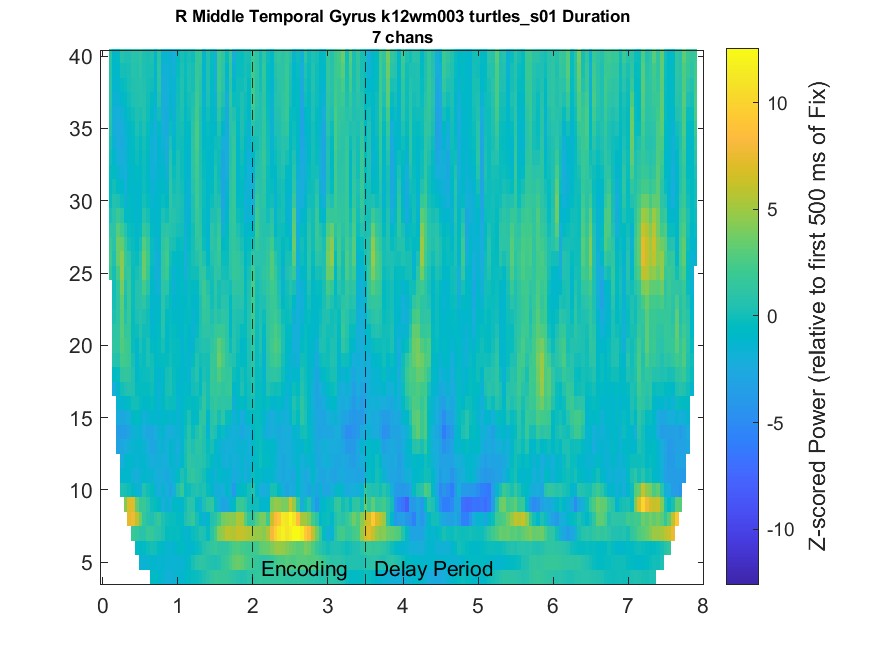 R Middle Temporal Gyrus k12wm003 turtles_s01 Duration
7 chans
40
35
30
25
20
15
10
5
Encoding
Delay Period
0 1 2 3 4 5 6 7 8
10
5
0
-5
-10
Z-scored Power (relative to first 500 ms of Fix)